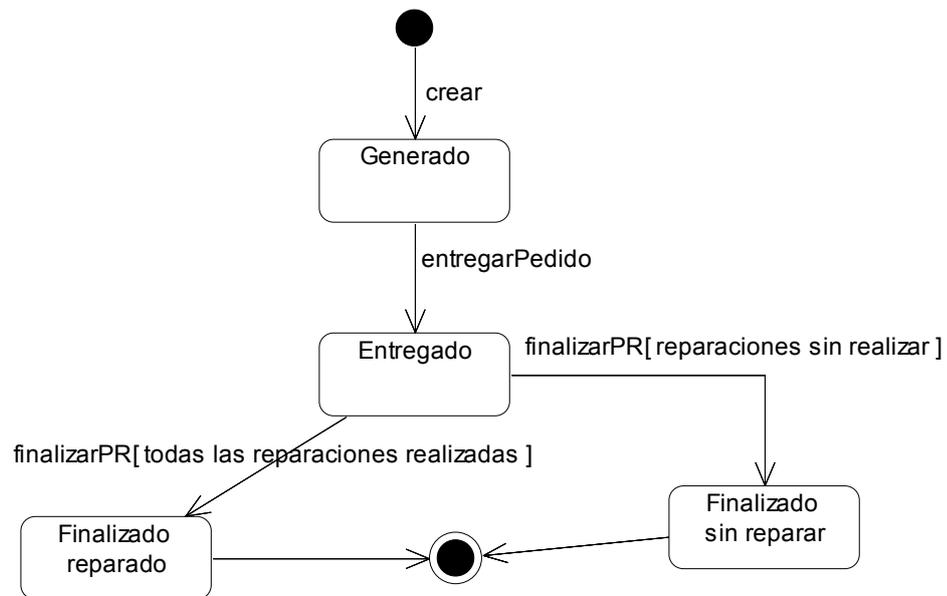 crear
Generado
entregarPedido
Entregado
finalizarPR[ reparaciones sin realizar ]
finalizarPR[ todas las reparaciones realizadas ]
Finalizado
sin reparar
Finalizado
reparado